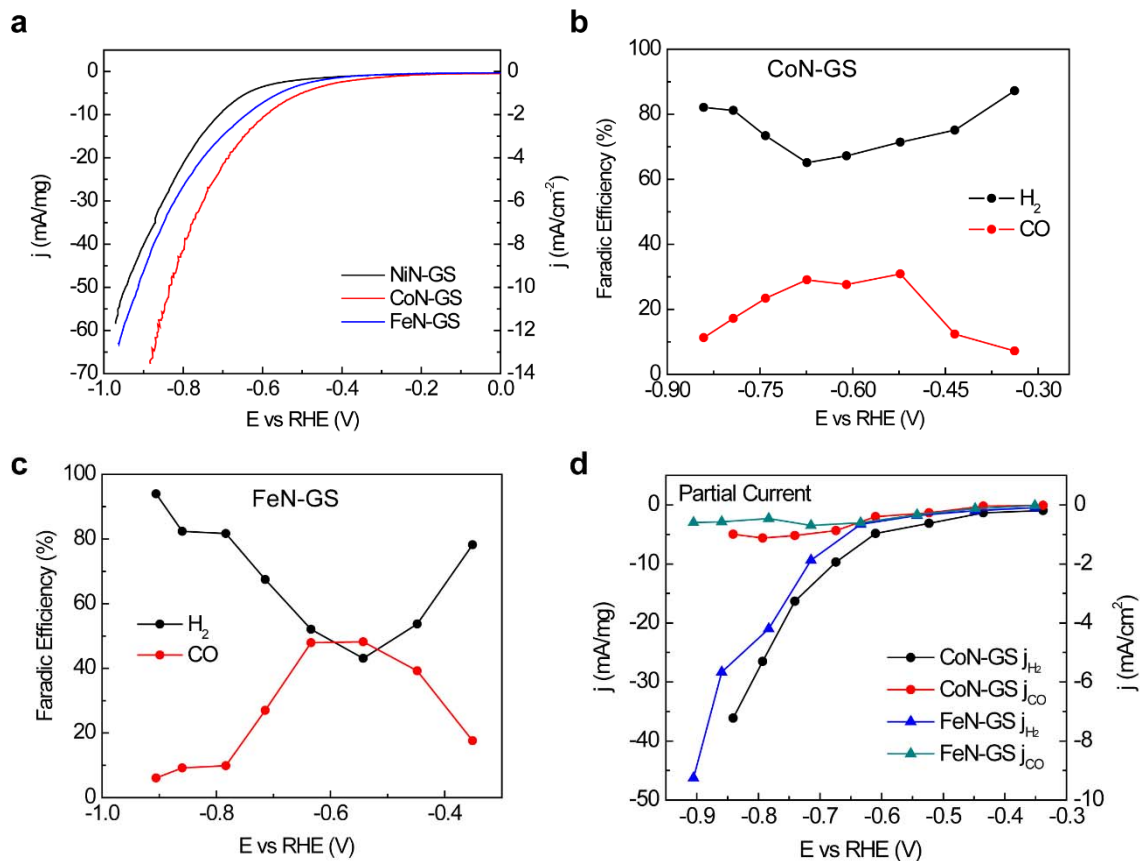 a
0
-10
-20
-30
-40
-50
-60
-70
j (mA/mg)
0
-2
-4
-6
-8
-10
-12
-14
j (mA/cm⁻²)
NiN-GS
CoN-GS
FeN-GS
-1.0 -0.8 -0.6 -0.4 -0.2 0.0
E vs RHE (V)
b
100
80
60
40
20
0
Faradic Efficiency (%)
CoN-GS
H₂
CO
-0.90 -0.75 -0.60 -0.45 -0.30
E vs RHE (V)
c
100
80
60
40
20
0
Faradic Efficiency (%)
FeN-GS
H₂
CO
-1.0 -0.8 -0.6 -0.4
E vs RHE (V)
d
Partial Current
0
-10
-20
-30
-40
-50
j (mA/mg)
0
-2
-4
-6
-8
-10
j (mA/cm²)
CoN-GS j_H₂
CoN-GS j_CO
FeN-GS j_H₂
FeN-GS j_CO
-0.9 -0.8 -0.7 -0.6 -0.5 -0.4 -0.3
E vs RHE (V)